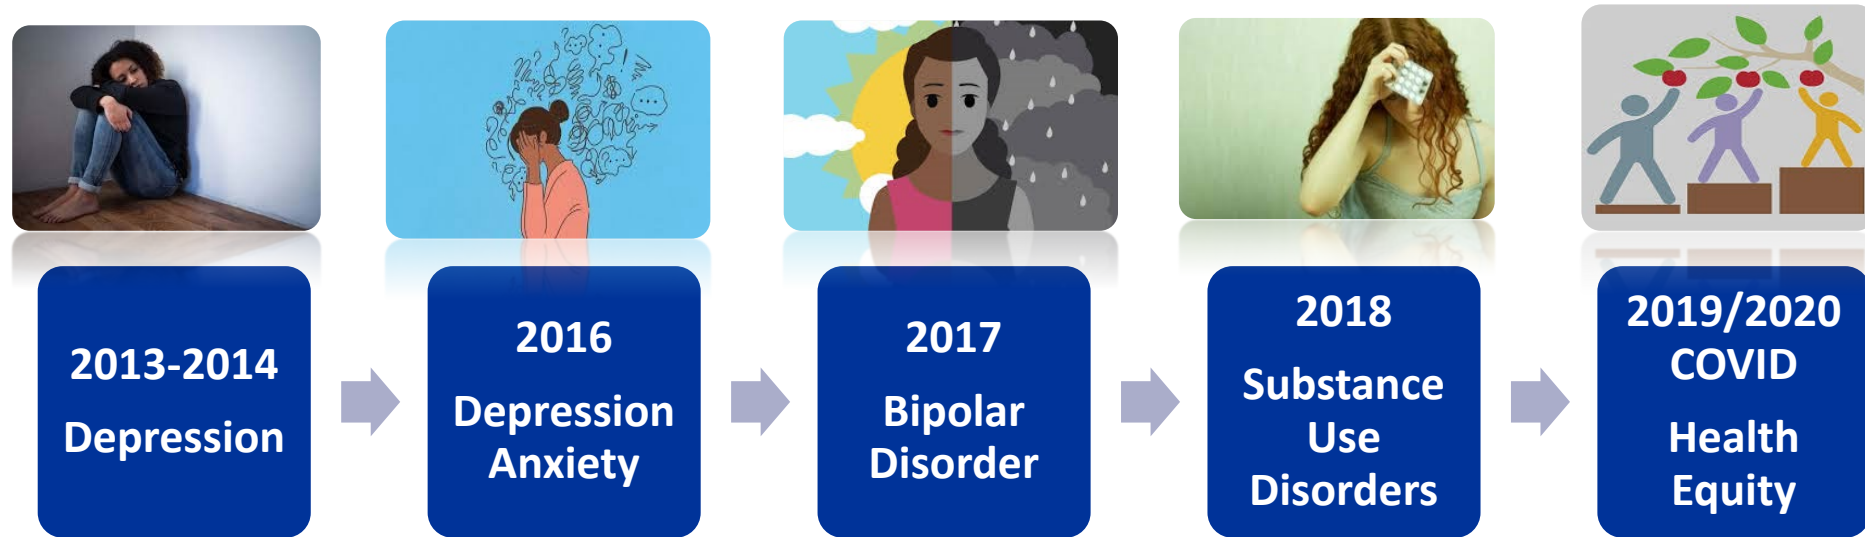 2013-2014
Depression
2016
Depression
Anxiety
2017
Bipolar
Disorder
2018
Substance
Use
Disorders
2019/2020
COVID
Health
Equity